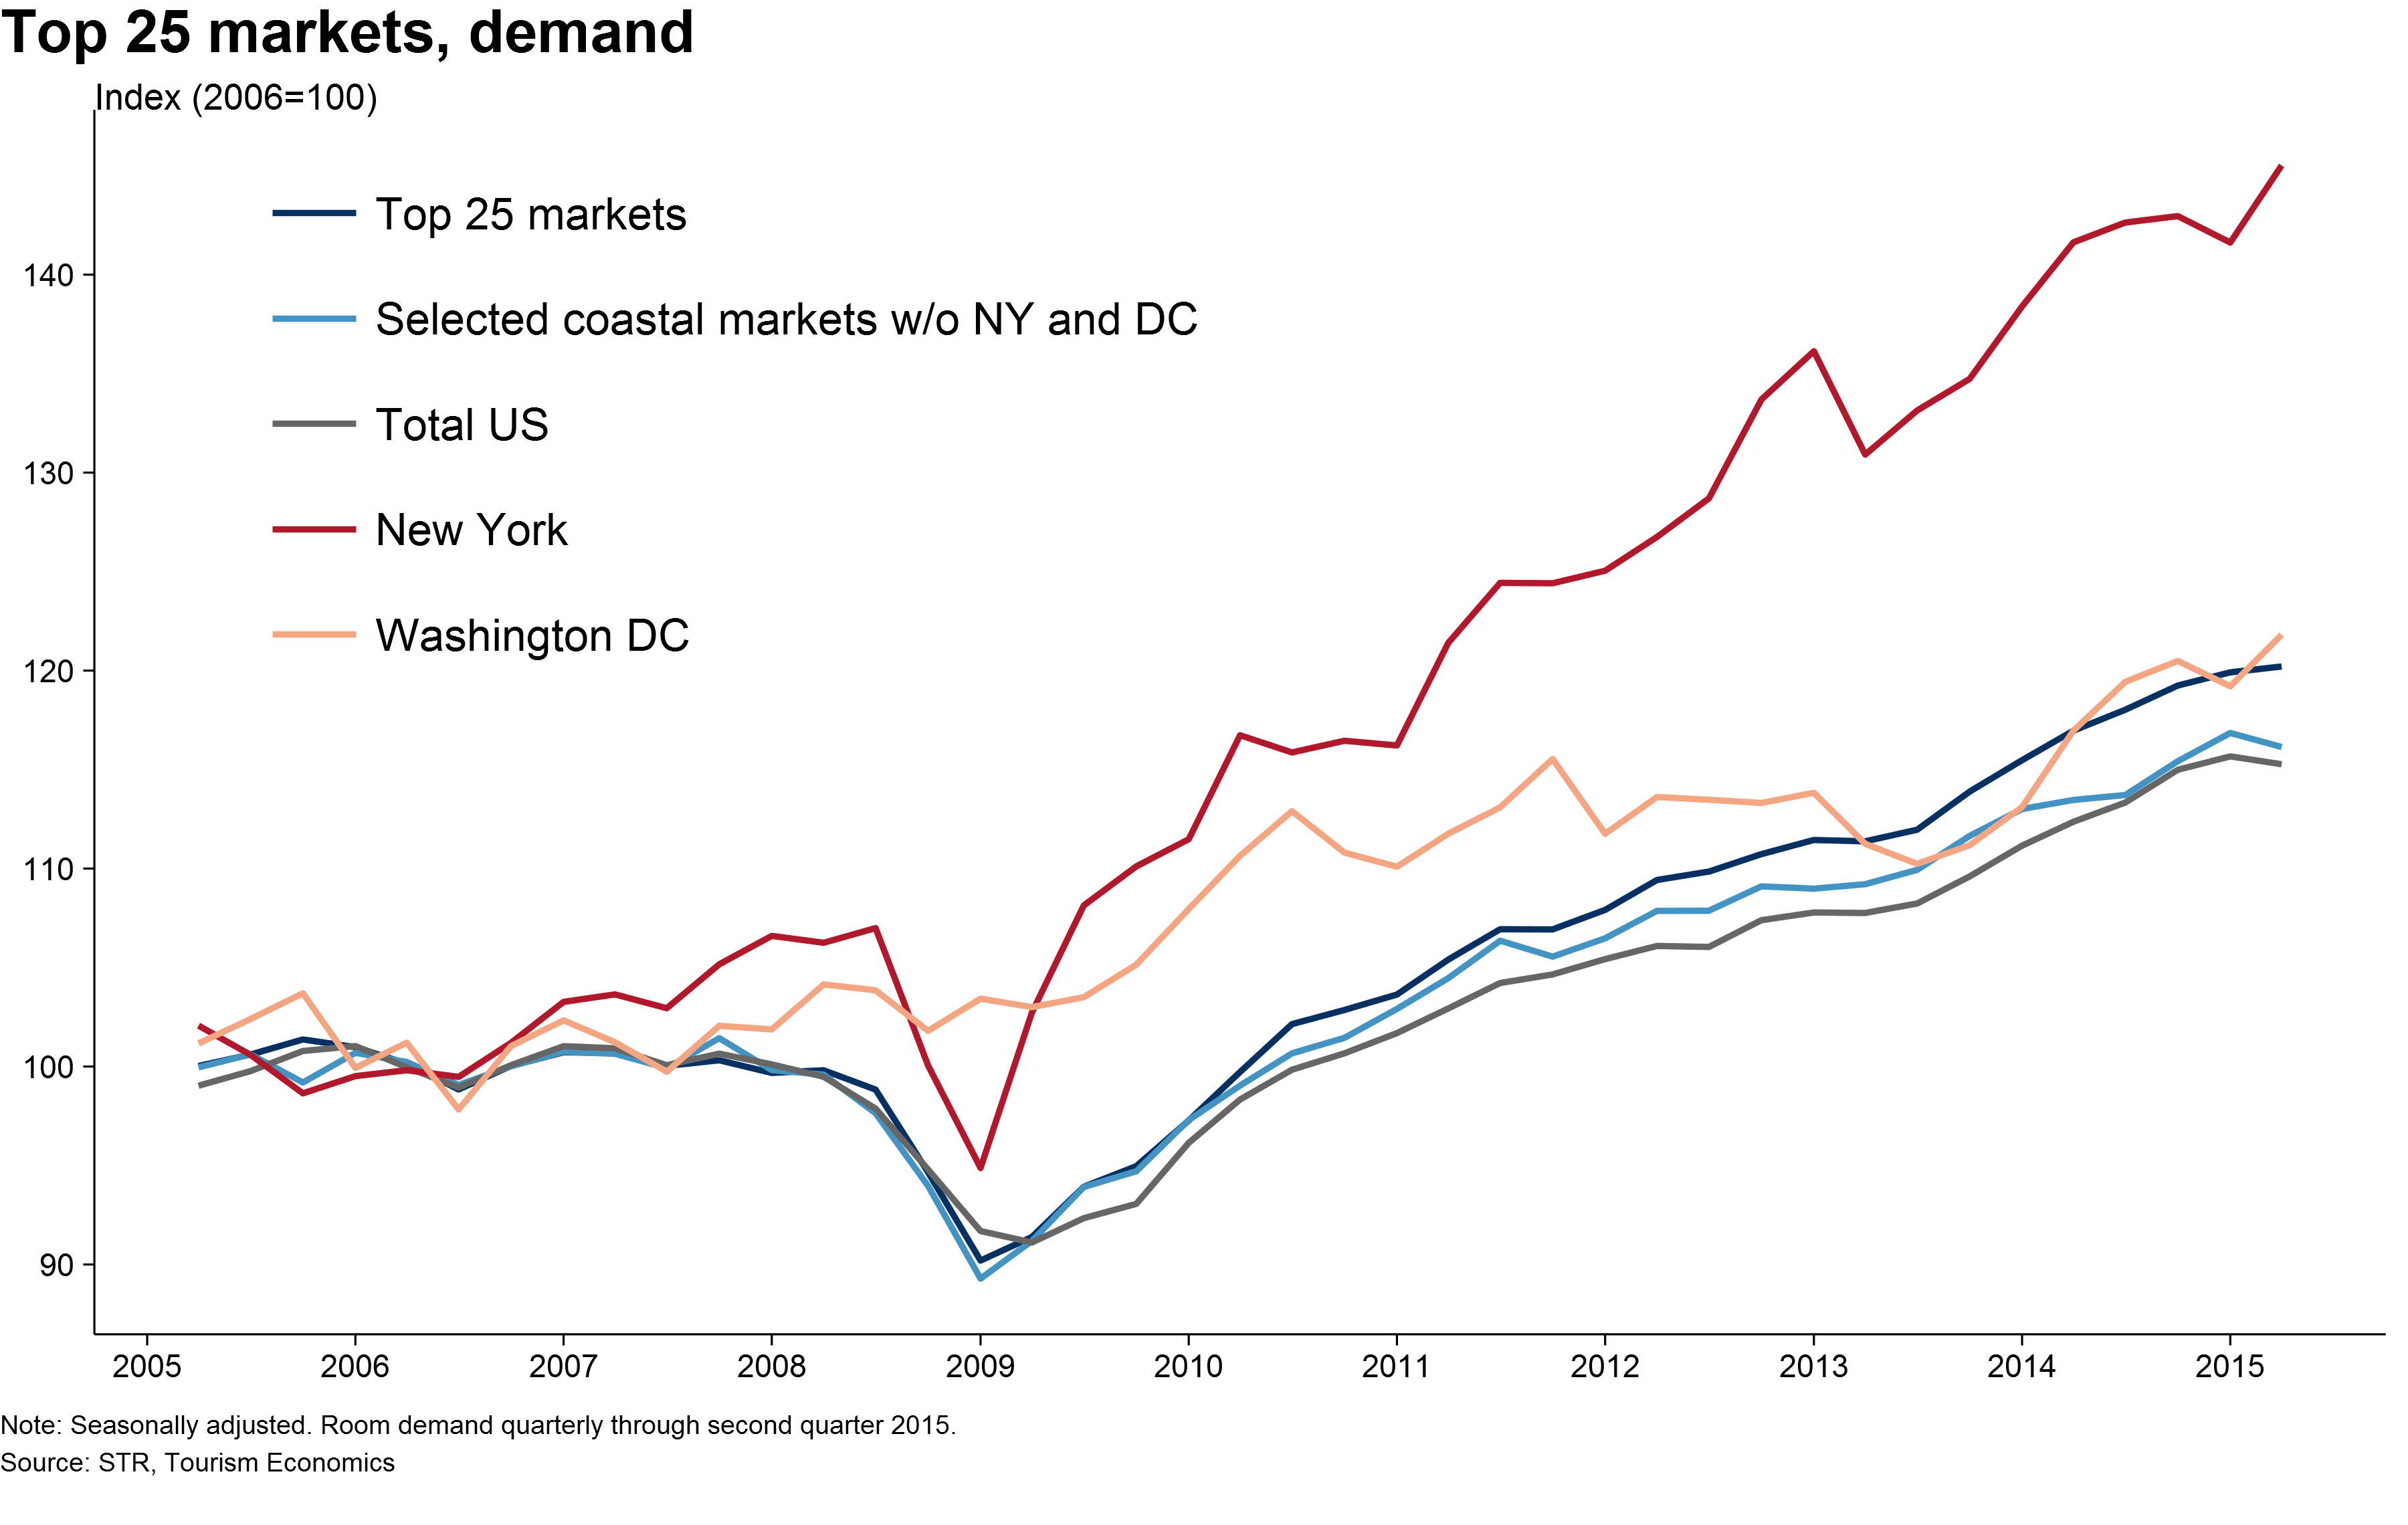 Top 25 markets, demand
Index (2006=100)
Top 25 markets
Selected coastal markets w/o NY and DC
Total US
New York
Washington DC
140
130
120
110
100
90
2005 2006 2007 2008 2009 2010 2011 2012 2013 2014 2015
Note: Seasonally adjusted. Room demand quarterly through second quarter 2015.
Source: STR, Tourism Economics